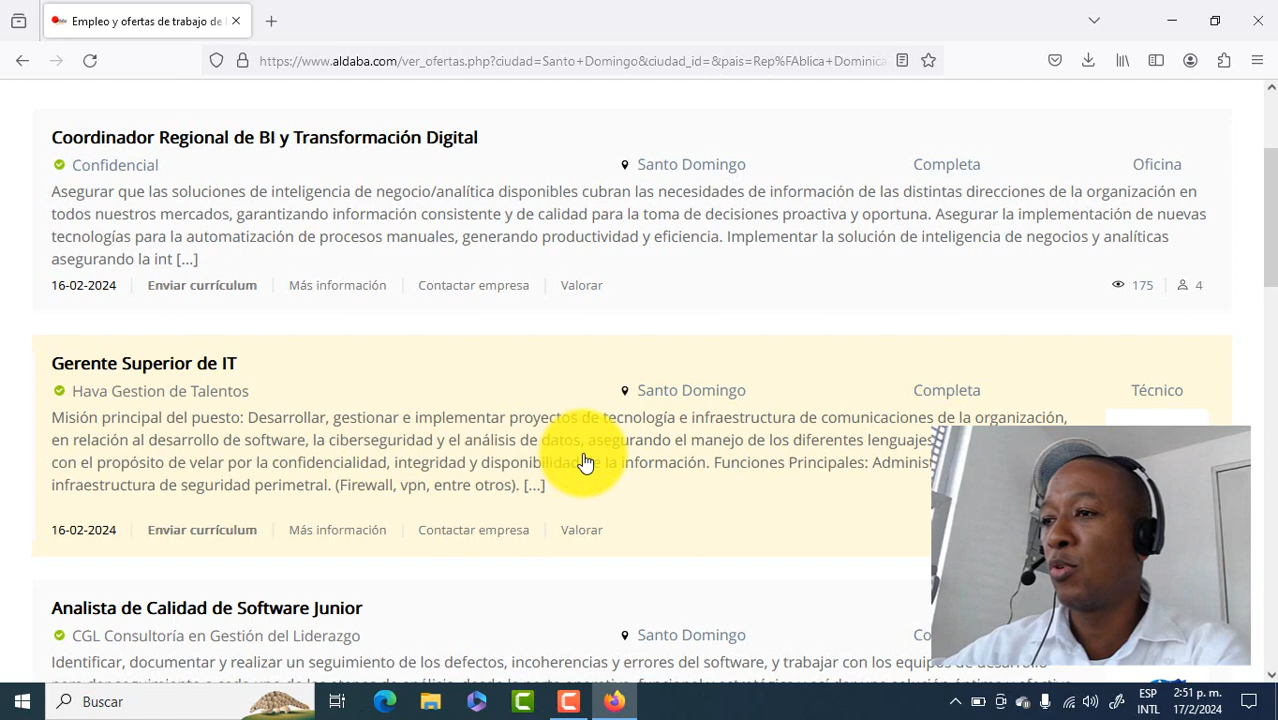 Empleo y ofertas de trabajo de
https://www.aldaba.com/ver_ofertas.php?ciudad=Santo+Domingo&ciudad_id=&pais=Rep%FAblica+Dominica
Coordinador Regional de BI y Transformación Digital
Confidencial Santo Domingo Completa Oficina
Asegurar que las soluciones de inteligencia de negocio/analítica disponibles cubran las necesidades de información de las distintas direcciones de la organización en
todos nuestros mercados, garantizando información consistente y de calidad para la toma de decisiones proactiva y oportuna. Asegurar la implementación de nuevas
tecnologías para la automatización de procesos manuales, generando productividad y eficiencia. Implementar la solución de inteligencia de negocios y analíticas
asegurando la int [...]
16-02-2024 Enviar currículum Más información Contactar empresa Valorar 175 4
Gerente Superior de IT
Hava Gestion de Talentos Santo Domingo Completa Técnico
Misión principal del puesto: Desarrollar, gestionar e implementar proyectos de tecnología e infraestructura de comunicaciones de la organización,
en relación al desarrollo de software, la ciberseguridad y el análisis de datos, asegurando el manejo de los diferentes lenguajes
con el propósito de velar por la confidencialidad, integridad y disponibilidad de la información. Funciones Principales: Adminis
infraestructura de seguridad perimetral. (Firewall, vpn, entre otros). [...]
16-02-2024 Enviar currículum Más información Contactar empresa Valorar
Analista de Calidad de Software Junior
CGL Consultoría en Gestión del Liderazgo Santo Domingo Co
Identificar, documentar y realizar un seguimiento de los defectos, incoherencias y errores del software, y trabajar con los equipos de desarrollo
Buscar
ESP 2:51 p. m.
INTL 17/2/2024